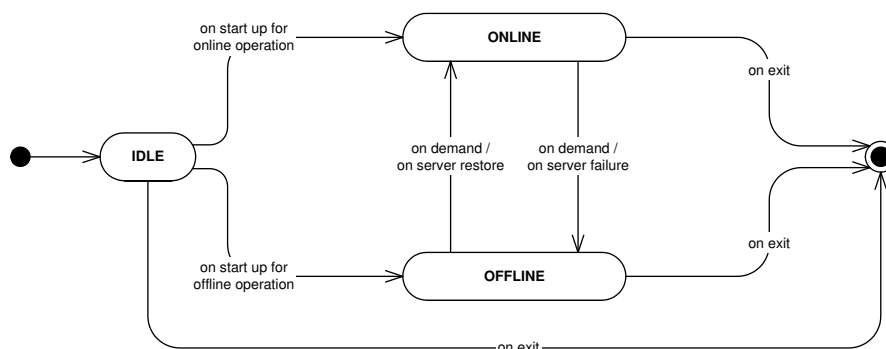 on start up for
online operation
ONLINE
on exit
IDLE
on demand /
on server restore
on demand /
on server failure
on start up for
offline operation
OFFLINE
on exit
on exit